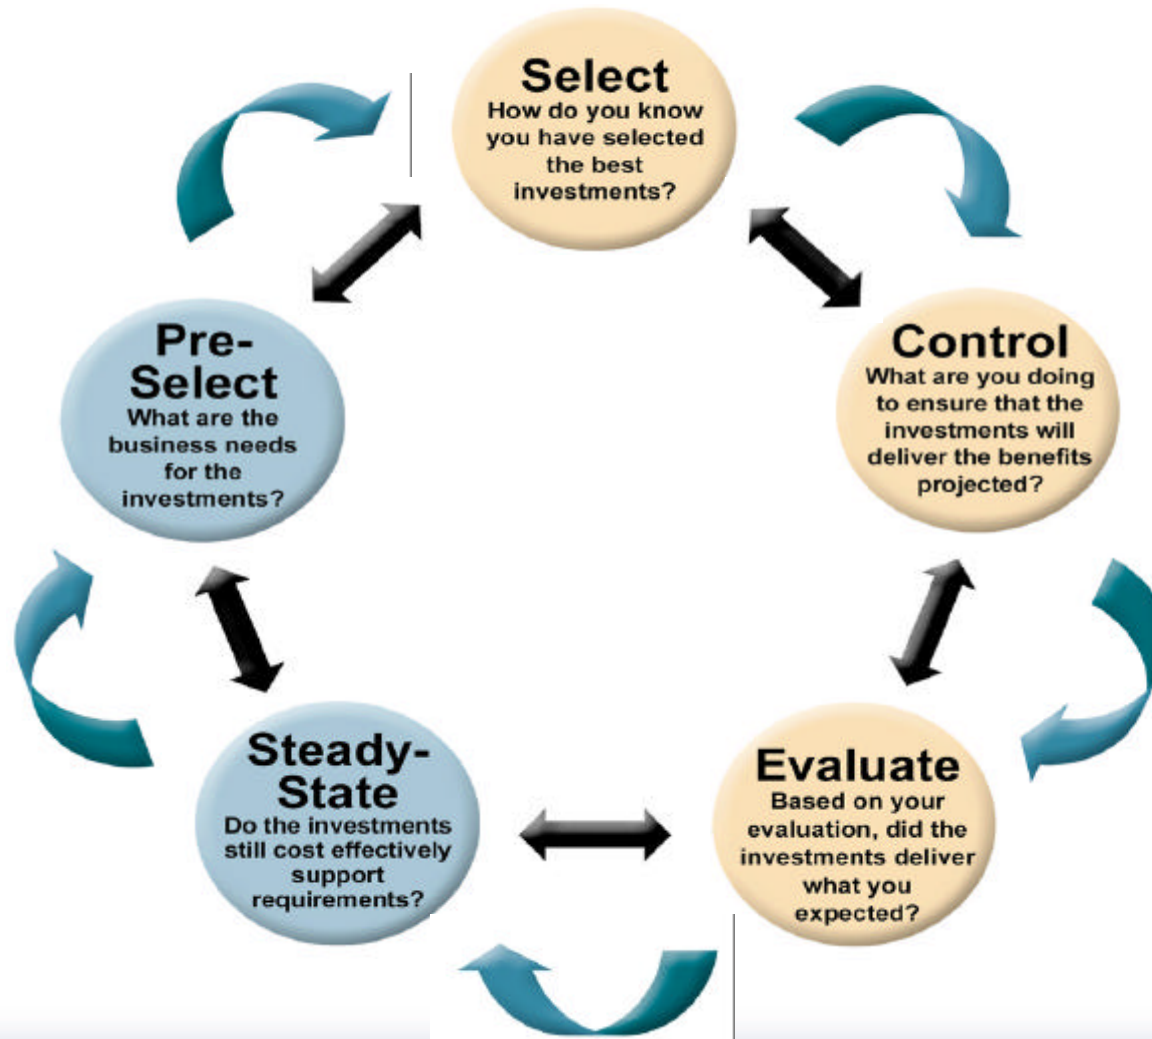 Select
How do you know
you have selected
the best
investments?
Pre-
Select
What are the
business needs
for the
investments?
Control
What are you doing
to ensure that the
investments will
deliver the benefits
projected?
Steady-
State
Do the investments
still cost effectively
support
requirements?
Evaluate
Based on your
evaluation, did the
investments deliver
what you
expected?